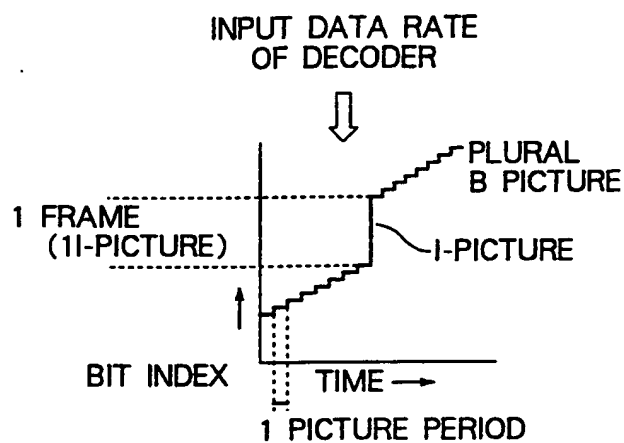 INPUT DATA RATE
OF DECODER
PLURAL
B PICTURE
1 FRAME
(1I-PICTURE)
I-PICTURE
BIT INDEX
TIME
1 PICTURE PERIOD